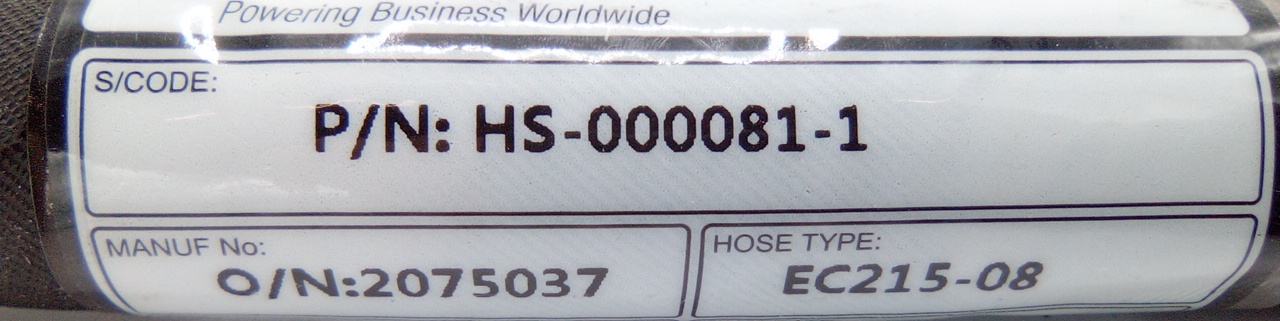 Powering Business Worldwide
S/CODE:
P/N: HS-000081-1
MANUF No:
O/N:2075037
HOSE TYPE:
EC215-08